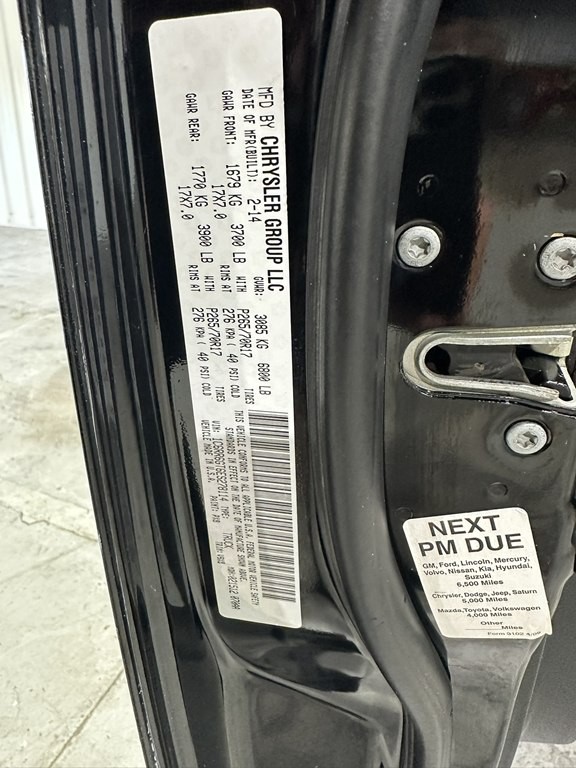 MFD BY CHRYSLER GROUP LLC
DATE OF MFR(BUILT): 2-14 GVWR: 3085 KG 6800 LB
GAWR FRONT: 1679 KG 3700 LB WITH P265/70R17 TIRES
17X7.0 RIMS AT 276 KPA ( 40 PSI) COLD
GAWR REAR: 1770 KG 3900 LB WITH P265/70R17 TIRES
17X7.0 RIMS AT 276 KPA ( 40 PSI) COLD
THIS VEHICLE CONFORMS TO ALL APPLICABLE U.S.A. FEDERAL MOTOR VEHICLE SAFETY
STANDARDS IN EFFECT ON THE DATE OF MANUFACTURE SHOWN ABOVE.
VIN: TYPE: TRUCK
VEHICLE MADE IN U.S.A. PAINT: PX8
NEXT
PM DUE
GM, Ford, Lincoln, Mercury,
Volvo, Nissan, Kia, Hyundai,
Suzuki
6,500 Miles
Chrysler, Dodge, Jeep, Saturn
5,000 Miles
Mazda, Toyota, Volkswagen
4,000 Miles
Other
Miles